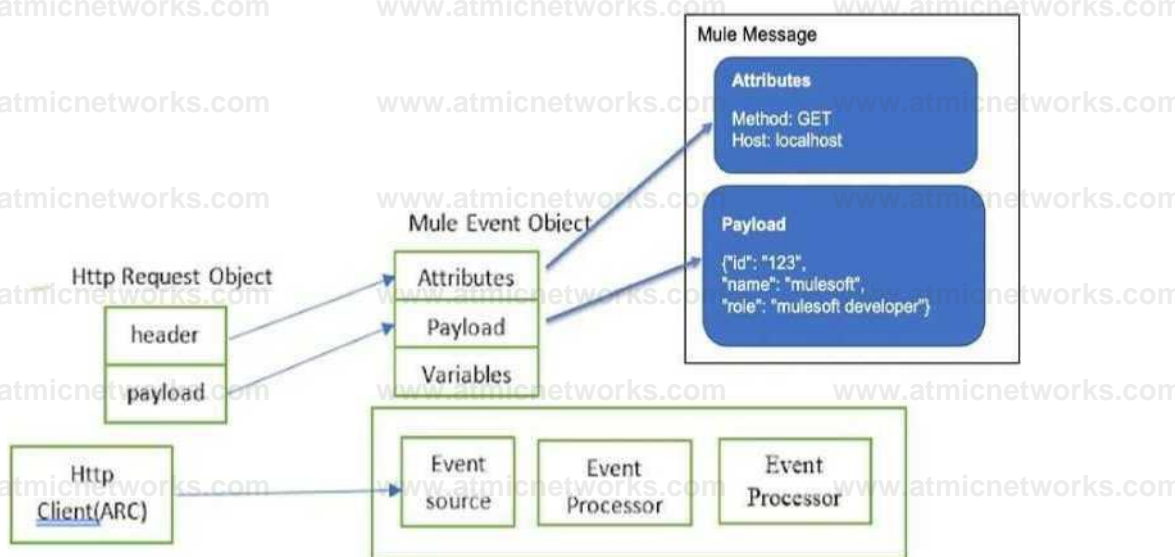 www.atmicnetworks.com
Mule Message
Attributes
Method: GET
Host: localhost
Payload
{"id": "123",
"name": "mulesoft",
"role": "mulesoft developer"}
Mule Event Object
Attributes
Payload
Variables
Http Request Object
header
payload
Http
Client(ARC)
Event
source
Event
Processor
Event
Processor